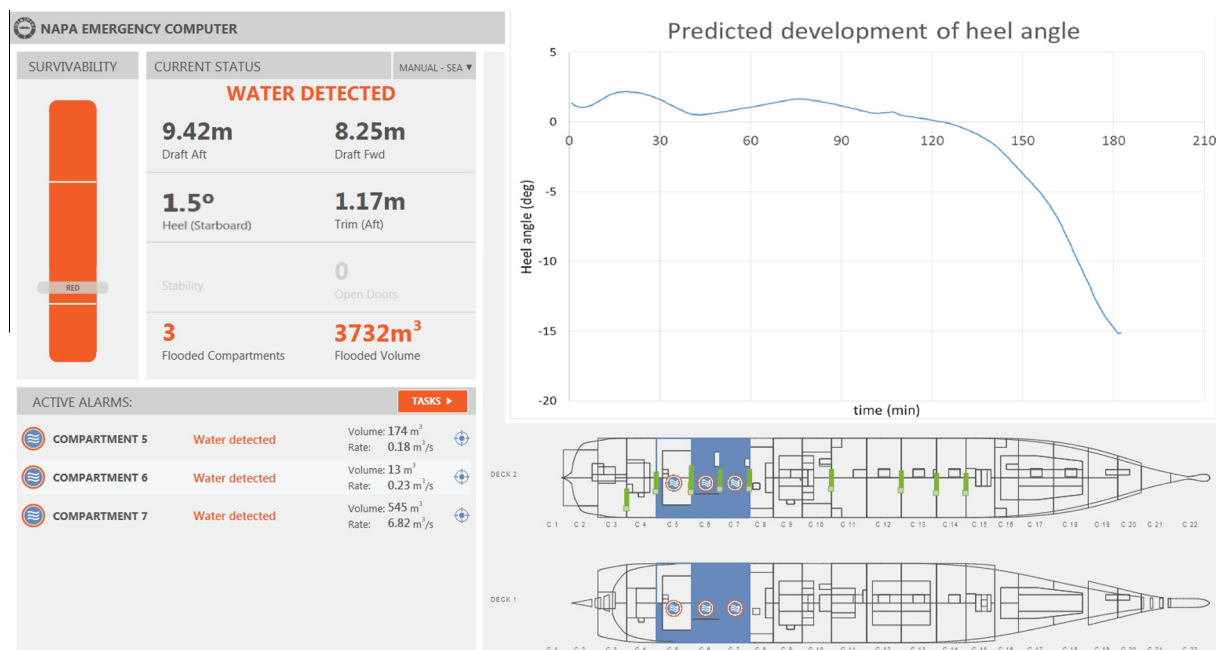 NAPA EMERGENCY COMPUTER
SURVIVABILITY
RED
CURRENT STATUS
MANUAL - SEA ▼
WATER DETECTED
9.42m
Draft Aft
8.25m
Draft Fwd
1.5º
Heel (Starboard)
1.17m
Trim (Aft)
Stability
0
Open Doors
3
Flooded Compartments
3732m³
Flooded Volume
ACTIVE ALARMS:
TASKS ▶
COMPARTMENT 5 Water detected Volume: 174 m³
Rate: 0.18 m³/s
COMPARTMENT 6 Water detected Volume: 13 m³
Rate: 0.23 m³/s
COMPARTMENT 7 Water detected Volume: 545 m³
Rate: 6.82 m³/s
Predicted development of heel angle
Heel angle (deg)
5
0
-5
-10
-15
-20
0 30 60 90 120 150 180 210
time (min)
DECK 2
C 1 C 2 C 3 C 4 C 5 C 6 C 7 C 8 C 9 C 10 C 11 C 12 C 13 C 14 C 15 C 16 C 17 C 18 C 19 C 20 C 21 C 22
DECK 1